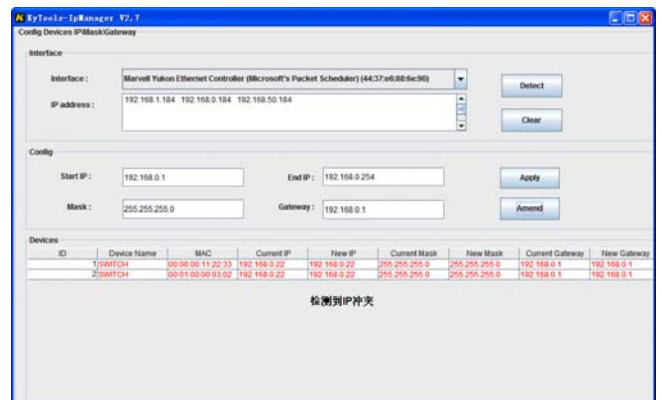 KyTools-IpManager V2.7
Config Devices IP\Mask\Gateway
Interface
Interface :
Marvell Yukon Ethernet Controller (Microsoft's Packet Scheduler) (44:37:e6:88:6e:90)
Detect
IP address :
192.168.1.184 192.168.0.184 192.168.50.184
Clear
Config
Start IP :
192.168.0.1
End IP :
192.168.0.254
Apply
Mask :
255.255.255.0
Gateway :
192.168.0.1
Amend
Devices
ID Device Name MAC Current IP New IP Current Mask New Mask Current Gateway New Gateway
1 SWITCH 00:00:00:11:22:33 192.168.0.22 192.168.0.22 255.255.255.0 255.255.255.0 192.168.0.1 192.168.0.1
2 SWITCH 00:01:00:00:03:02 192.168.0.22 192.168.0.22 255.255.255.0 255.255.255.0 192.168.0.1 192.168.0.1
检测到IP冲突